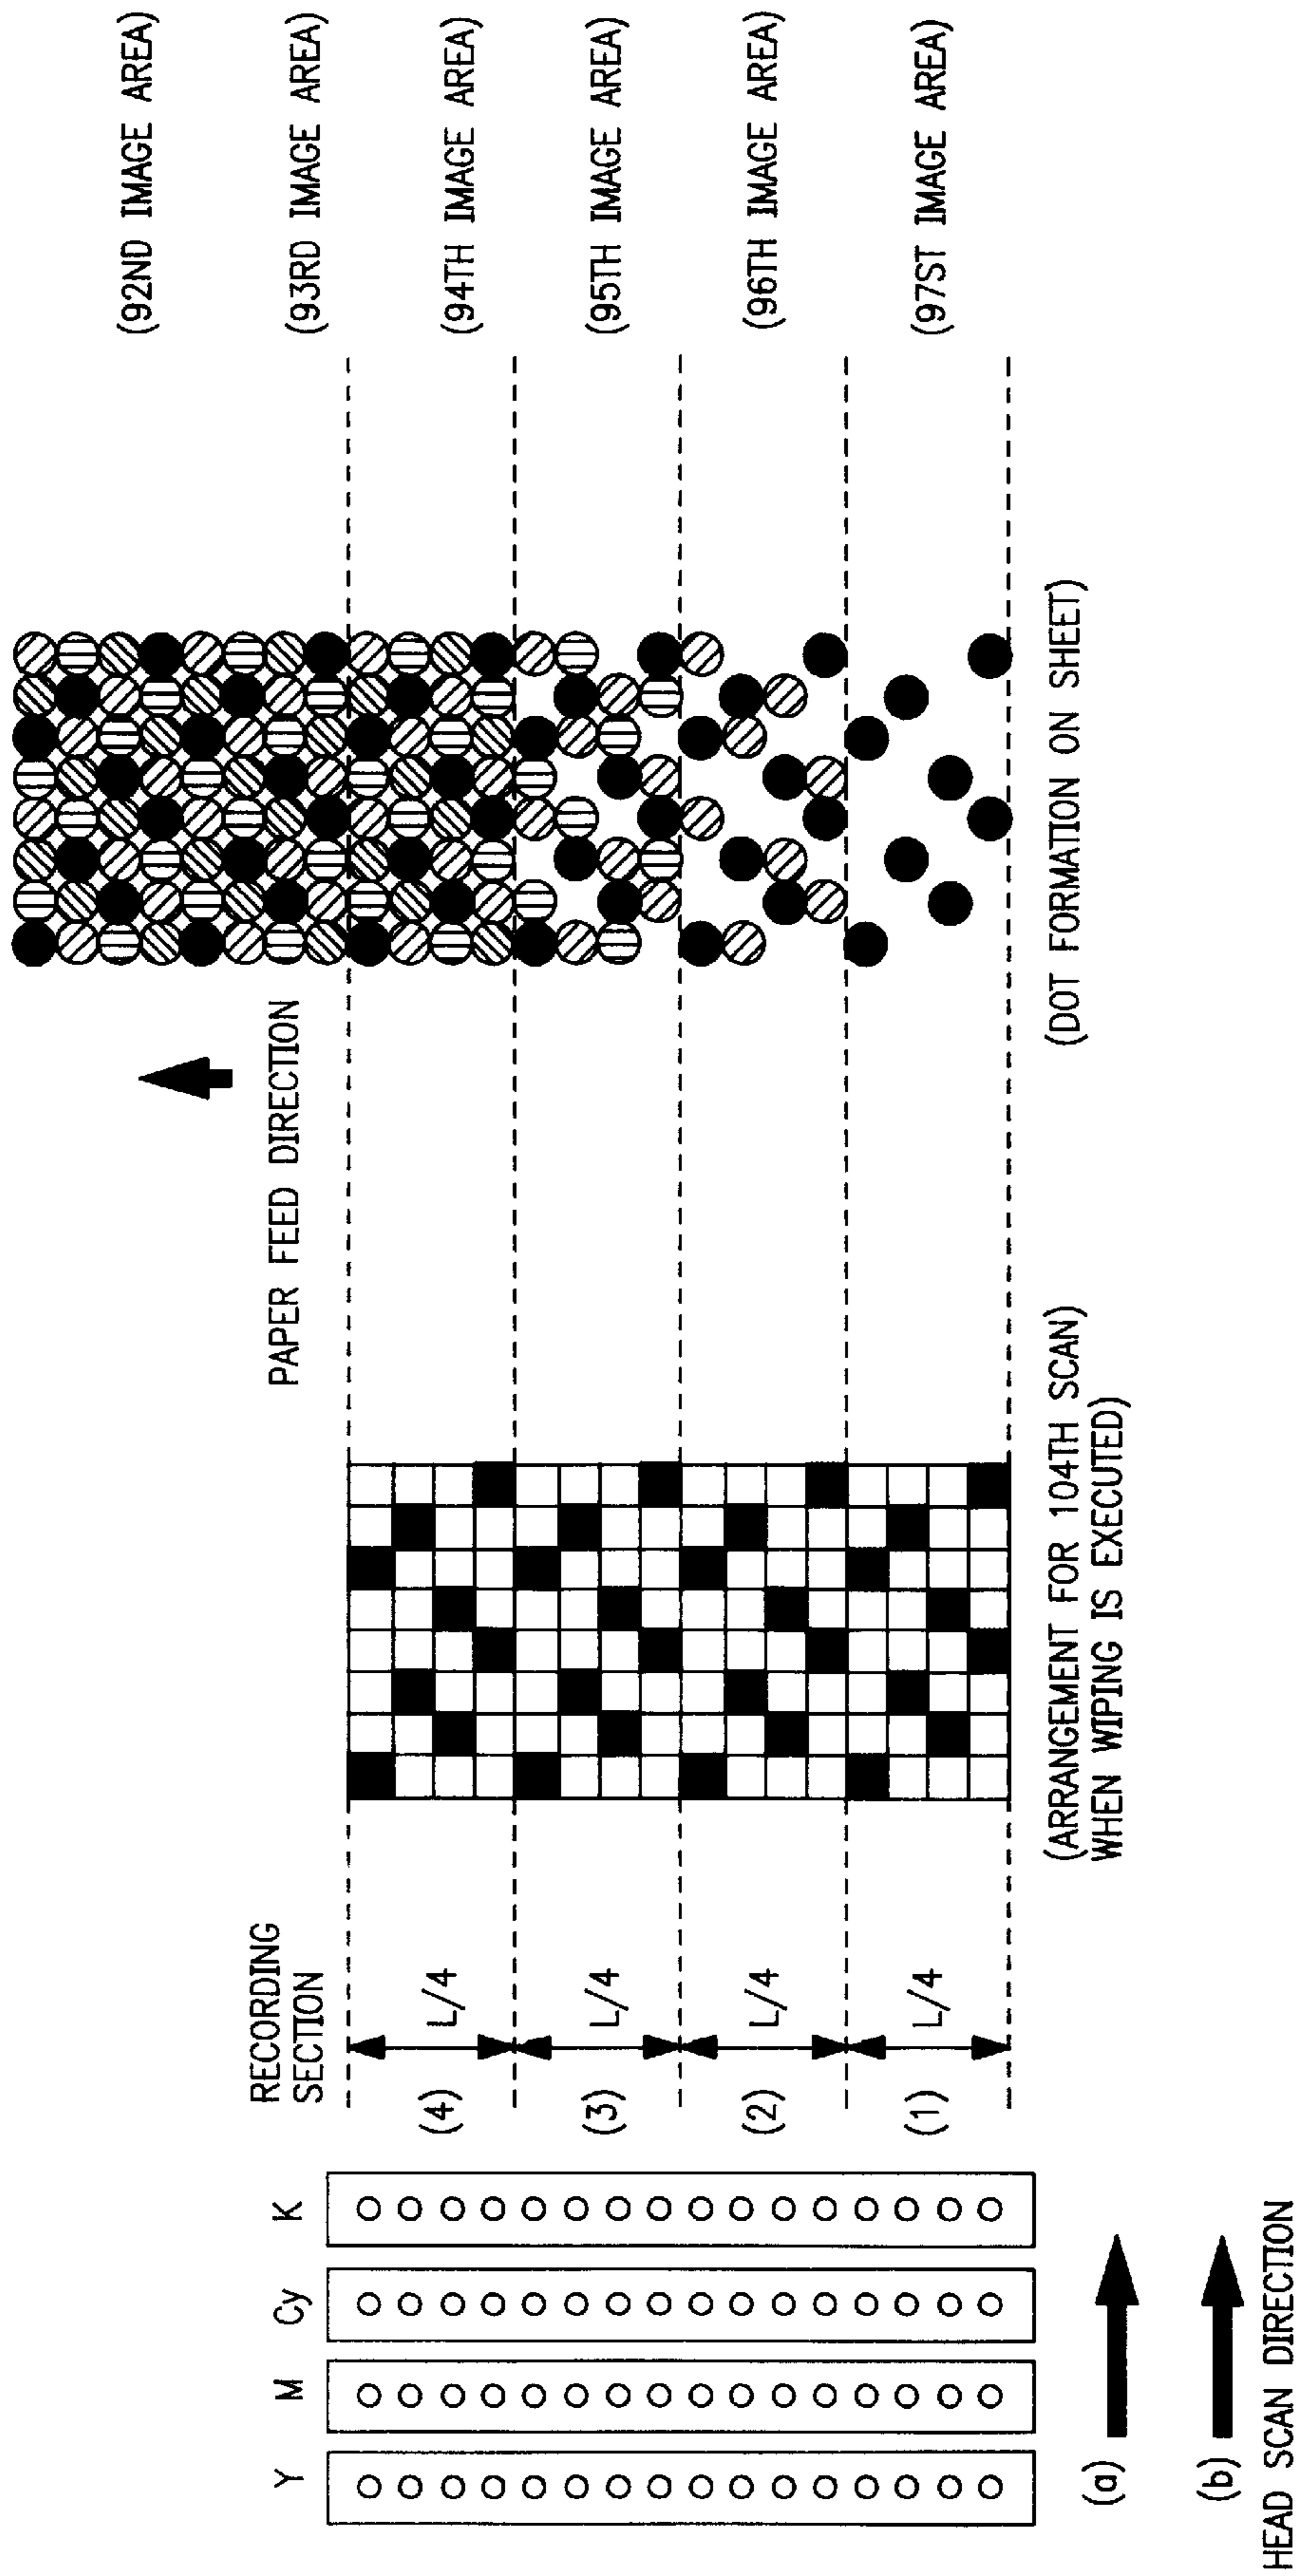 Y
M
Cy
K
RECORDING
SECTION
(4)
L/4
(3)
L/4
(2)
L/4
(1)
L/4
(a)
(b)
HEAD SCAN DIRECTION
(ARRANGEMENT FOR 104TH SCAN)
WHEN WIPING IS EXECUTED)
PAPER FEED DIRECTION
(DOT FORMATION ON SHEET)
(92ND IMAGE AREA)
(93RD IMAGE AREA)
(94TH IMAGE AREA)
(95TH IMAGE AREA)
(96TH IMAGE AREA)
(97ST IMAGE AREA)